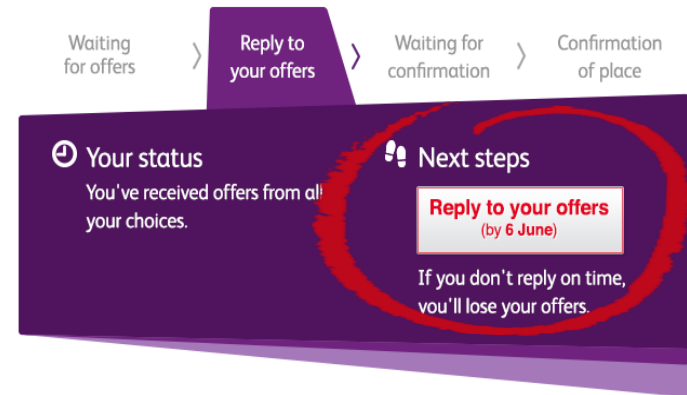 Waiting
for offers
Reply to
your offers
Waiting for
confirmation
Confirmation
of place
Your status
You've received offers from all
your choices.
Next steps
Reply to your offers
(by 6 June)
If you don't reply on time,
you'll lose your offers.